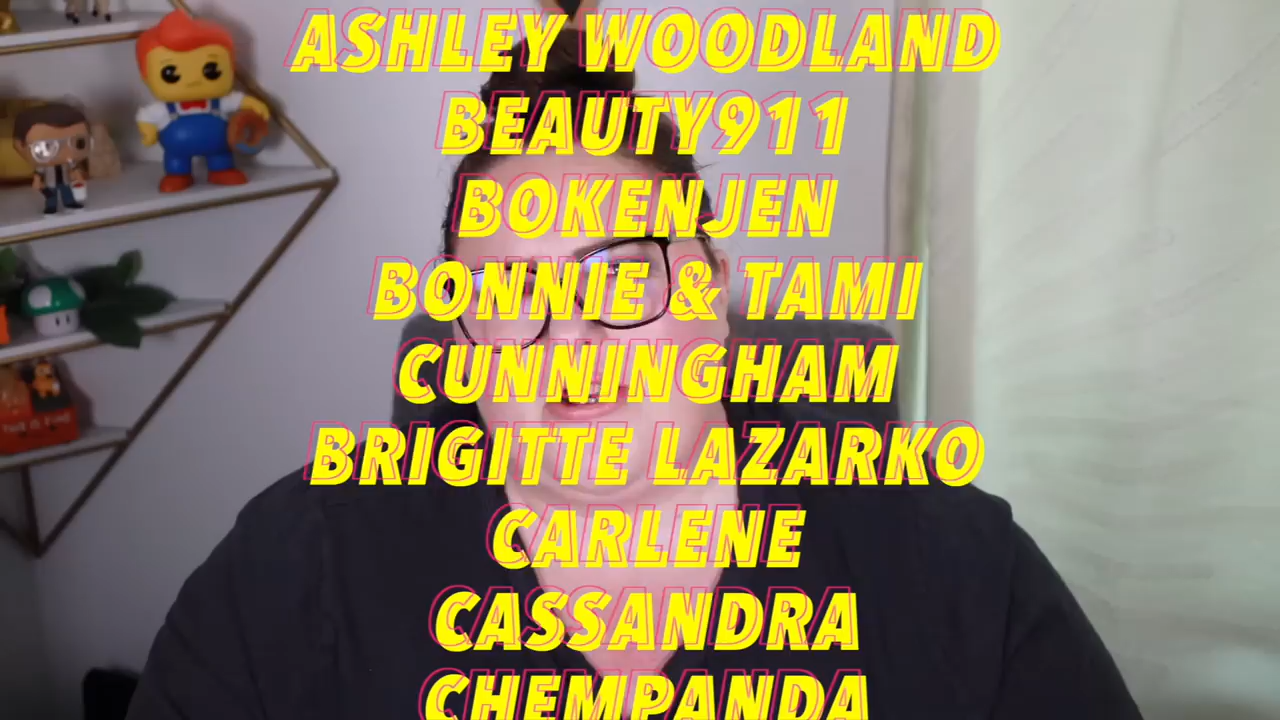 ASHLEY WOODLAND
BEAUTY911
BOKENJEN
BONNIE & TAMI
CUNNINGHAM
BRIGITTE LAZARKO
CARLENE
CASSANDRA
CHEMPANDA